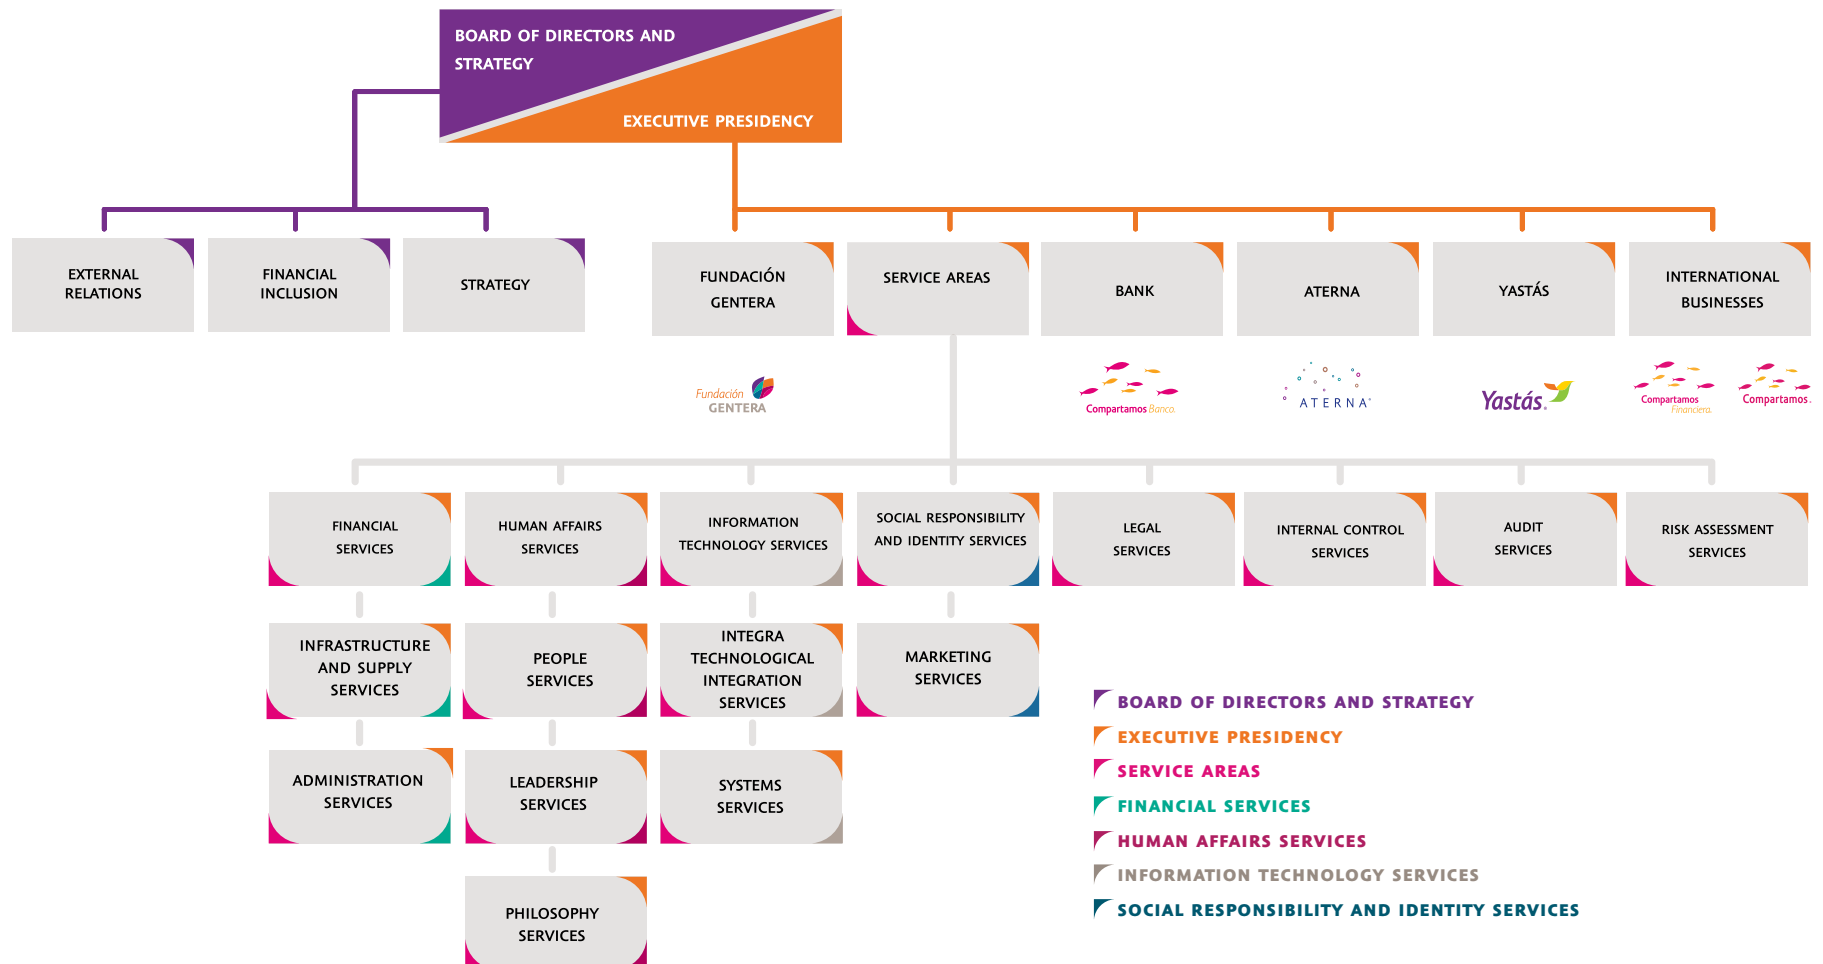 BOARD OF DIRECTORS AND
STRATEGY
EXECUTIVE PRESIDENCY
EXTERNAL
RELATIONS
FINANCIAL
INCLUSION
STRATEGY
FUNDACIÓN
GENTERA
SERVICE AREAS
BANK
ATERNA
YASTÁS
INTERNATIONAL
BUSINESSES
Fundación
GENTERA
Compartamos Banco.
ATERNA
Yastás.
Compartamos
Financiera.
Compartamos.
FINANCIAL
SERVICES
HUMAN AFFAIRS
SERVICES
INFORMATION
TECHNOLOGY SERVICES
SOCIAL RESPONSIBILITY
AND IDENTITY SERVICES
LEGAL
SERVICES
INTERNAL CONTROL
SERVICES
AUDIT
SERVICES
RISK ASSESSMENT
SERVICES
INFRASTRUCTURE
AND SUPPLY
SERVICES
PEOPLE
SERVICES
INTEGRA
TECHNOLOGICAL
INTEGRATION
SERVICES
MARKETING
SERVICES
ADMINISTRATION
SERVICES
LEADERSHIP
SERVICES
SYSTEMS
SERVICES
PHILOSOPHY
SERVICES
BOARD OF DIRECTORS AND STRATEGY
EXECUTIVE PRESIDENCY
SERVICE AREAS
FINANCIAL SERVICES
HUMAN AFFAIRS SERVICES
INFORMATION TECHNOLOGY SERVICES
SOCIAL RESPONSIBILITY AND IDENTITY SERVICES